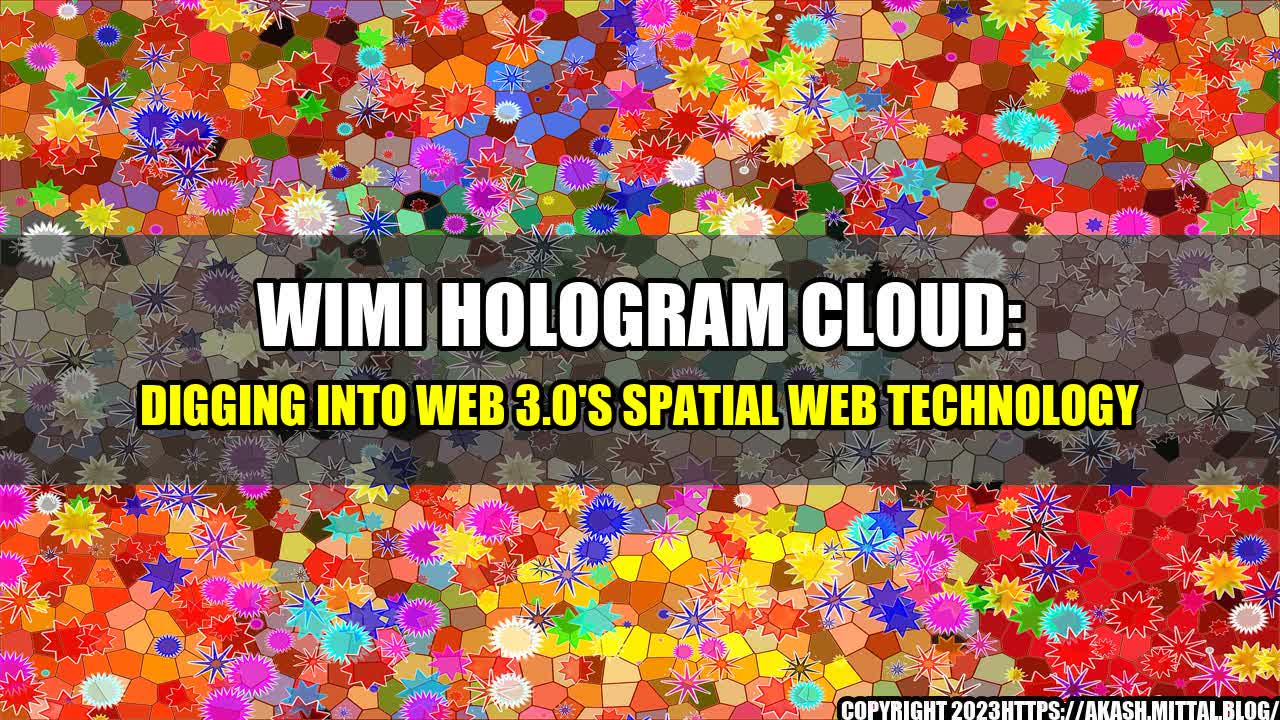 WIMI HOLOGRAM CLOUD:
DIGGING INTO WEB 3.0'S SPATIAL WEB TECHNOLOGY
COPYRIGHT 2023HTTPS://AKASH.MITTAL.BLOG/